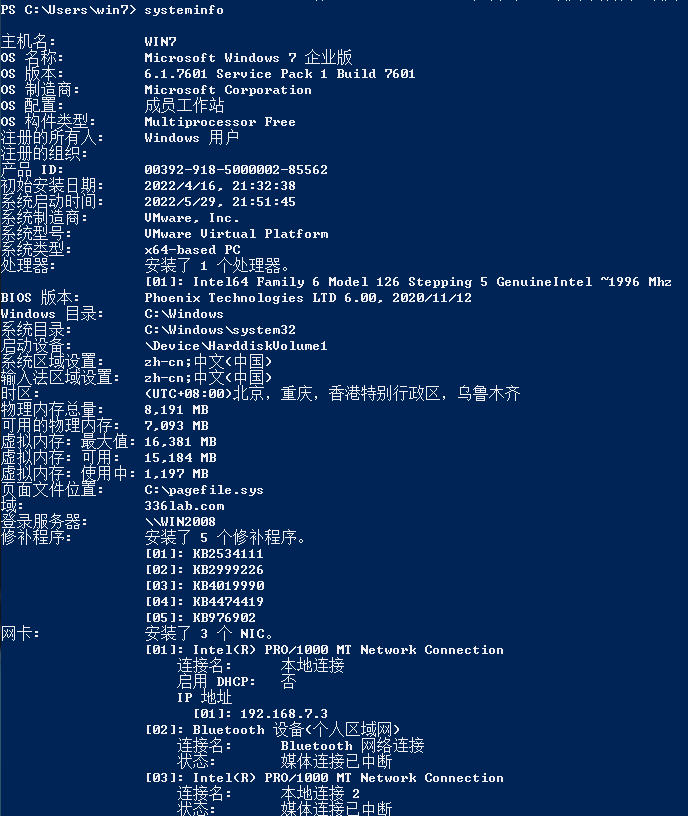 PS C:\Users\win7> systeminfo
主机名: WIN7
OS 名称: Microsoft Windows 7 企业版
OS 版本: 6.1.7601 Service Pack 1 Build 7601
OS 制造商: Microsoft Corporation
OS 配置: 成员工作站
OS 构件类型: Multiprocessor Free
注册的所有人: Windows 用户
注册的组织:
产品 ID: 00392-918-5000002-85562
初始安装日期: 2022/4/16, 21:32:38
系统启动时间: 2022/5/29, 21:51:45
系统制造商: VMware, Inc.
系统型号: VMware Virtual Platform
系统类型: x64-based PC
处理器: 安装了 1 个处理器。
[01]: Intel64 Family 6 Model 126 Stepping 5 GenuineIntel ~1996 Mhz
BIOS 版本: Phoenix Technologies LTD 6.00, 2020/11/12
Windows 目录: C:\Windows
系统目录: C:\Windows\system32
启动设备: \Device\HarddiskVolume1
系统区域设置: zh-cn;中文(中国)
输入法区域设置: zh-cn;中文(中国)
时区: (UTC+08:00)北京，重庆，香港特别行政区，乌鲁木齐
物理内存总量: 8,191 MB
可用的物理内存: 7,093 MB
虚拟内存: 最大值: 16,381 MB
虚拟内存: 可用: 15,184 MB
虚拟内存: 使用中: 1,197 MB
页面文件位置: C:\pagefile.sys
域: 336lab.com
登录服务器: \\WIN2008
修补程序: 安装了 5 个修补程序。
[01]: KB2534111
[02]: KB2999226
[03]: KB4019990
[04]: KB4474419
[05]: KB976902
网卡: 安装了 3 个 NIC。
[01]: Intel(R) PRO/1000 MT Network Connection
连接名: 本地连接
启用 DHCP: 否
IP 地址
[01]: 192.168.7.3
[02]: Bluetooth 设备(个人区域网)
连接名: Bluetooth 网络连接
状态: 媒体连接已中断
[03]: Intel(R) PRO/1000 MT Network Connection
连接名: 本地连接 2
状态: 媒体连接已中断